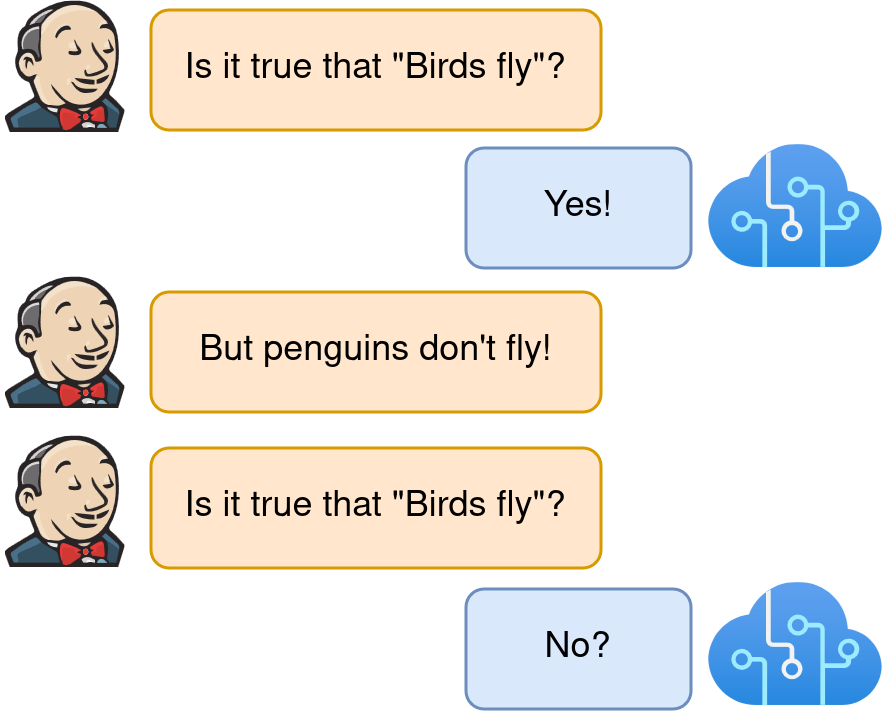 Is it true that "Birds fly"?
Yes!
But penguins don't fly!
Is it true that "Birds fly"?
No?